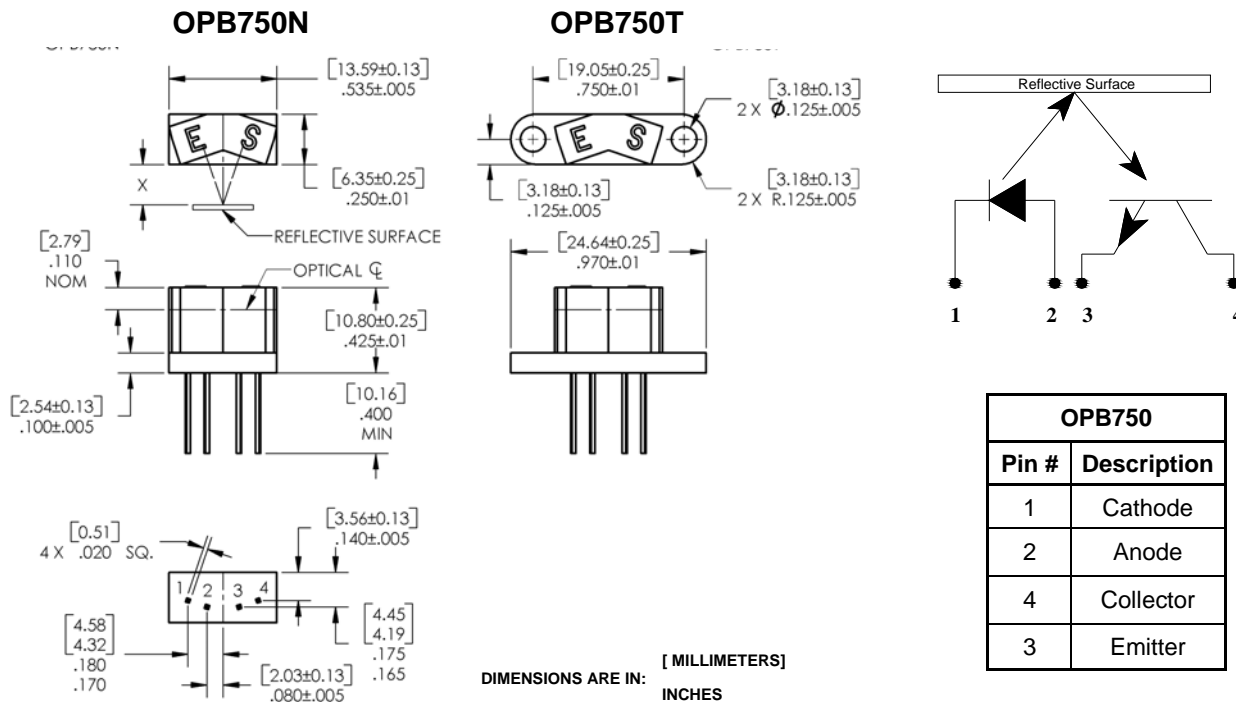 OPB750N
OPB750T
[13.59±0.13]
.535±.005
E S
X
[6.35±0.25]
.250±.01
REFLECTIVE SURFACE
[2.79]
.110
NOM
OPTICAL ℄
[10.80±0.25]
.425±.01
[2.54±0.13]
.100±.005
[10.16]
.400
MIN
[0.51]
4 X .020 SQ.
[3.56±0.13]
.140±.005
1 2 3 4
[4.58
4.32]
.180
.170
[2.03±0.13]
.080±.005
[4.45
4.19]
.175
.165
[19.05±0.25]
.750±.01
[3.18±0.13]
2 X Ø.125±.005
E S
[3.18±0.13]
.125±.005
[3.18±0.13]
2 X R.125±.005
[24.64±0.25]
.970±.01
DIMENSIONS ARE IN:
[ MILLIMETERS]
INCHES
Reflective Surface
1 2 3 4
OPB750
Pin # Description
1 Cathode
2 Anode
4 Collector
3 Emitter